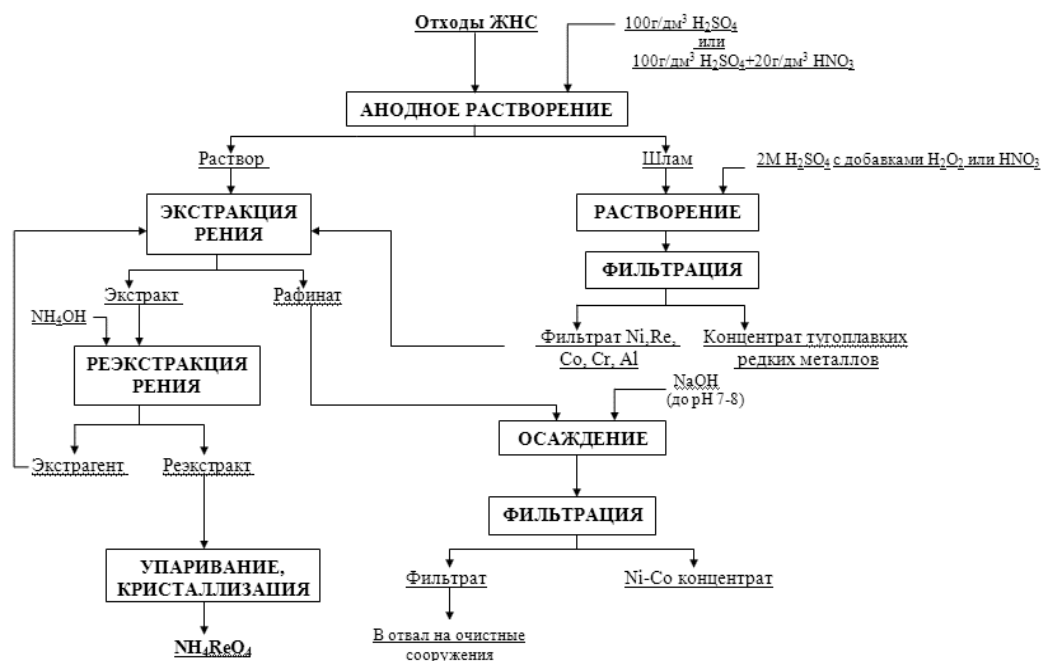 Отходы ЖНС
100г/дм³ H₂SO₄
или
100г/дм³ H₂SO₄+20г/дм³ HNO₃
АНОДНОЕ РАСТВОРЕНИЕ
Раствор
Шлам
2М H₂SO₄ с добавками H₂O₂ или HNO₃
ЭКСТРАКЦИЯ
РЕНИЯ
РАСТВОРЕНИЕ
ФИЛЬТРАЦИЯ
Экстракт
Рафинат
NH₄OH
Фильтрат Ni,Re,
Co, Cr, Al
Концентрат тугоплавких
редких металлов
РЕЭКСТРАКЦИЯ
РЕНИЯ
NaOH
(до pH 7-8)
ОСАЖДЕНИЕ
Экстрагент
Реэкстракт
ФИЛЬТРАЦИЯ
УПАРИВАНИЕ,
КРИСТАЛЛИЗАЦИЯ
Фильтрат
Ni-Co концентрат
NH₄ReO₄
В отвал на очистные
сооружения